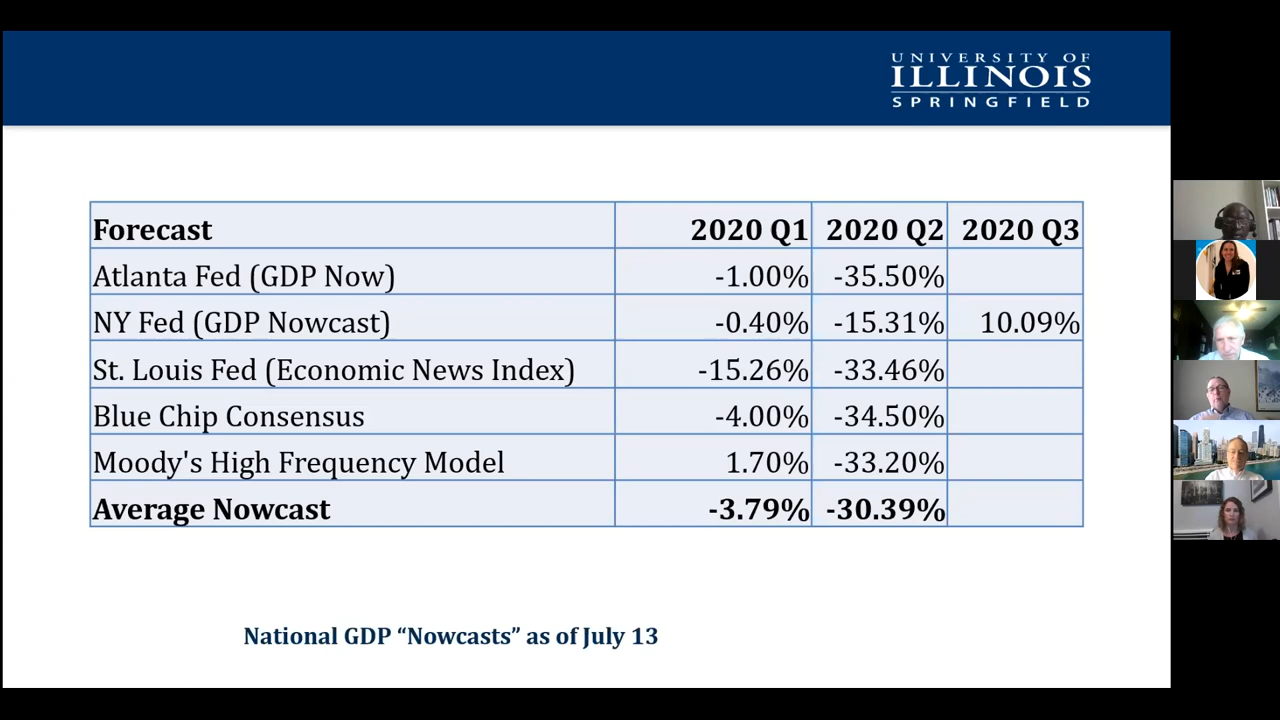 UNIVERSITY OF
ILLINOIS
SPRINGFIELD
Forecast 2020 Q1 2020 Q2 2020 Q3
Atlanta Fed (GDP Now) -1.00% -35.50%
NY Fed (GDP Nowcast) -0.40% -15.31% 10.09%
St. Louis Fed (Economic News Index) -15.26% -33.46%
Blue Chip Consensus -4.00% -34.50%
Moody's High Frequency Model 1.70% -33.20%
Average Nowcast -3.79% -30.39%
National GDP “Nowcasts” as of July 13